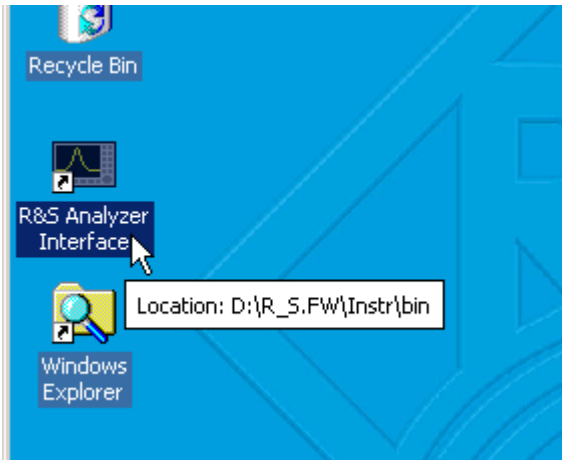 Recycle Bin
R&S Analyzer
Interface
Location: D:\R_S.FW\Instr\bin
Windows
Explorer